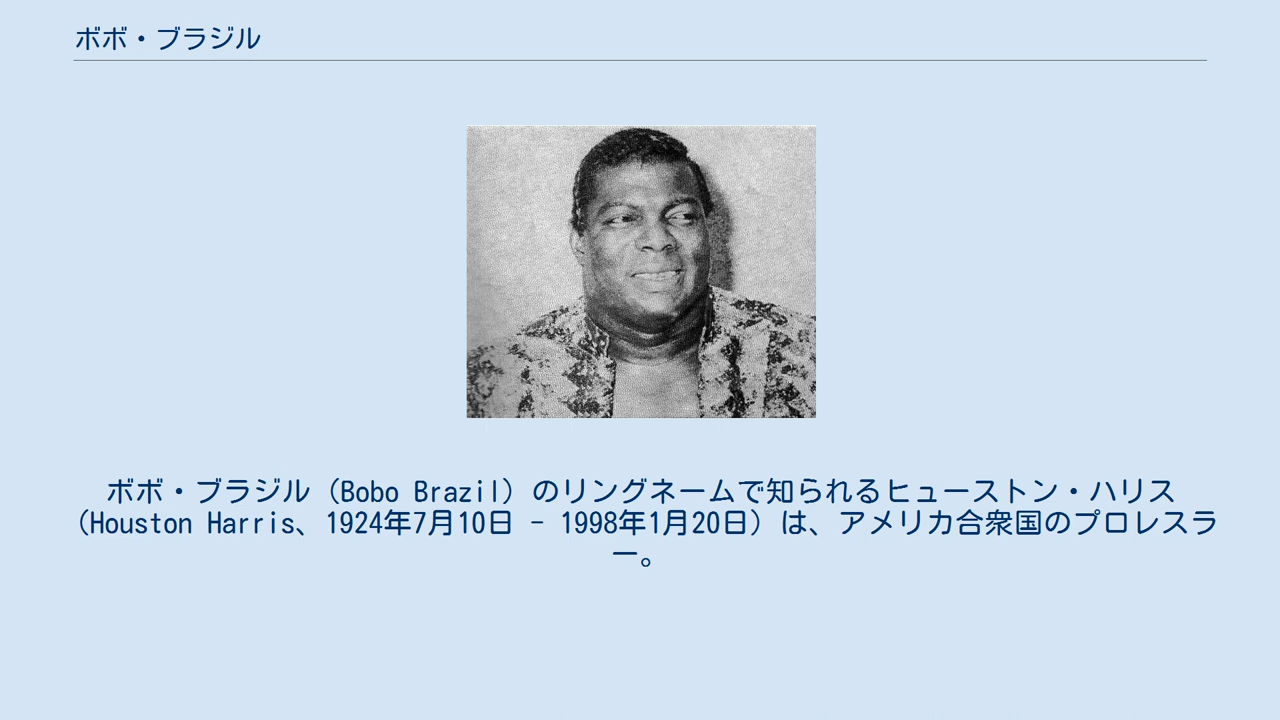 ボボ・ブラジル
ボボ・ブラジル（Bobo Brazil）のリングネームで知られるヒューストン・ハリス
（Houston Harris、1924年7月10日 - 1998年1月20日）は、アメリカ合衆国のプロレスラ
ー。